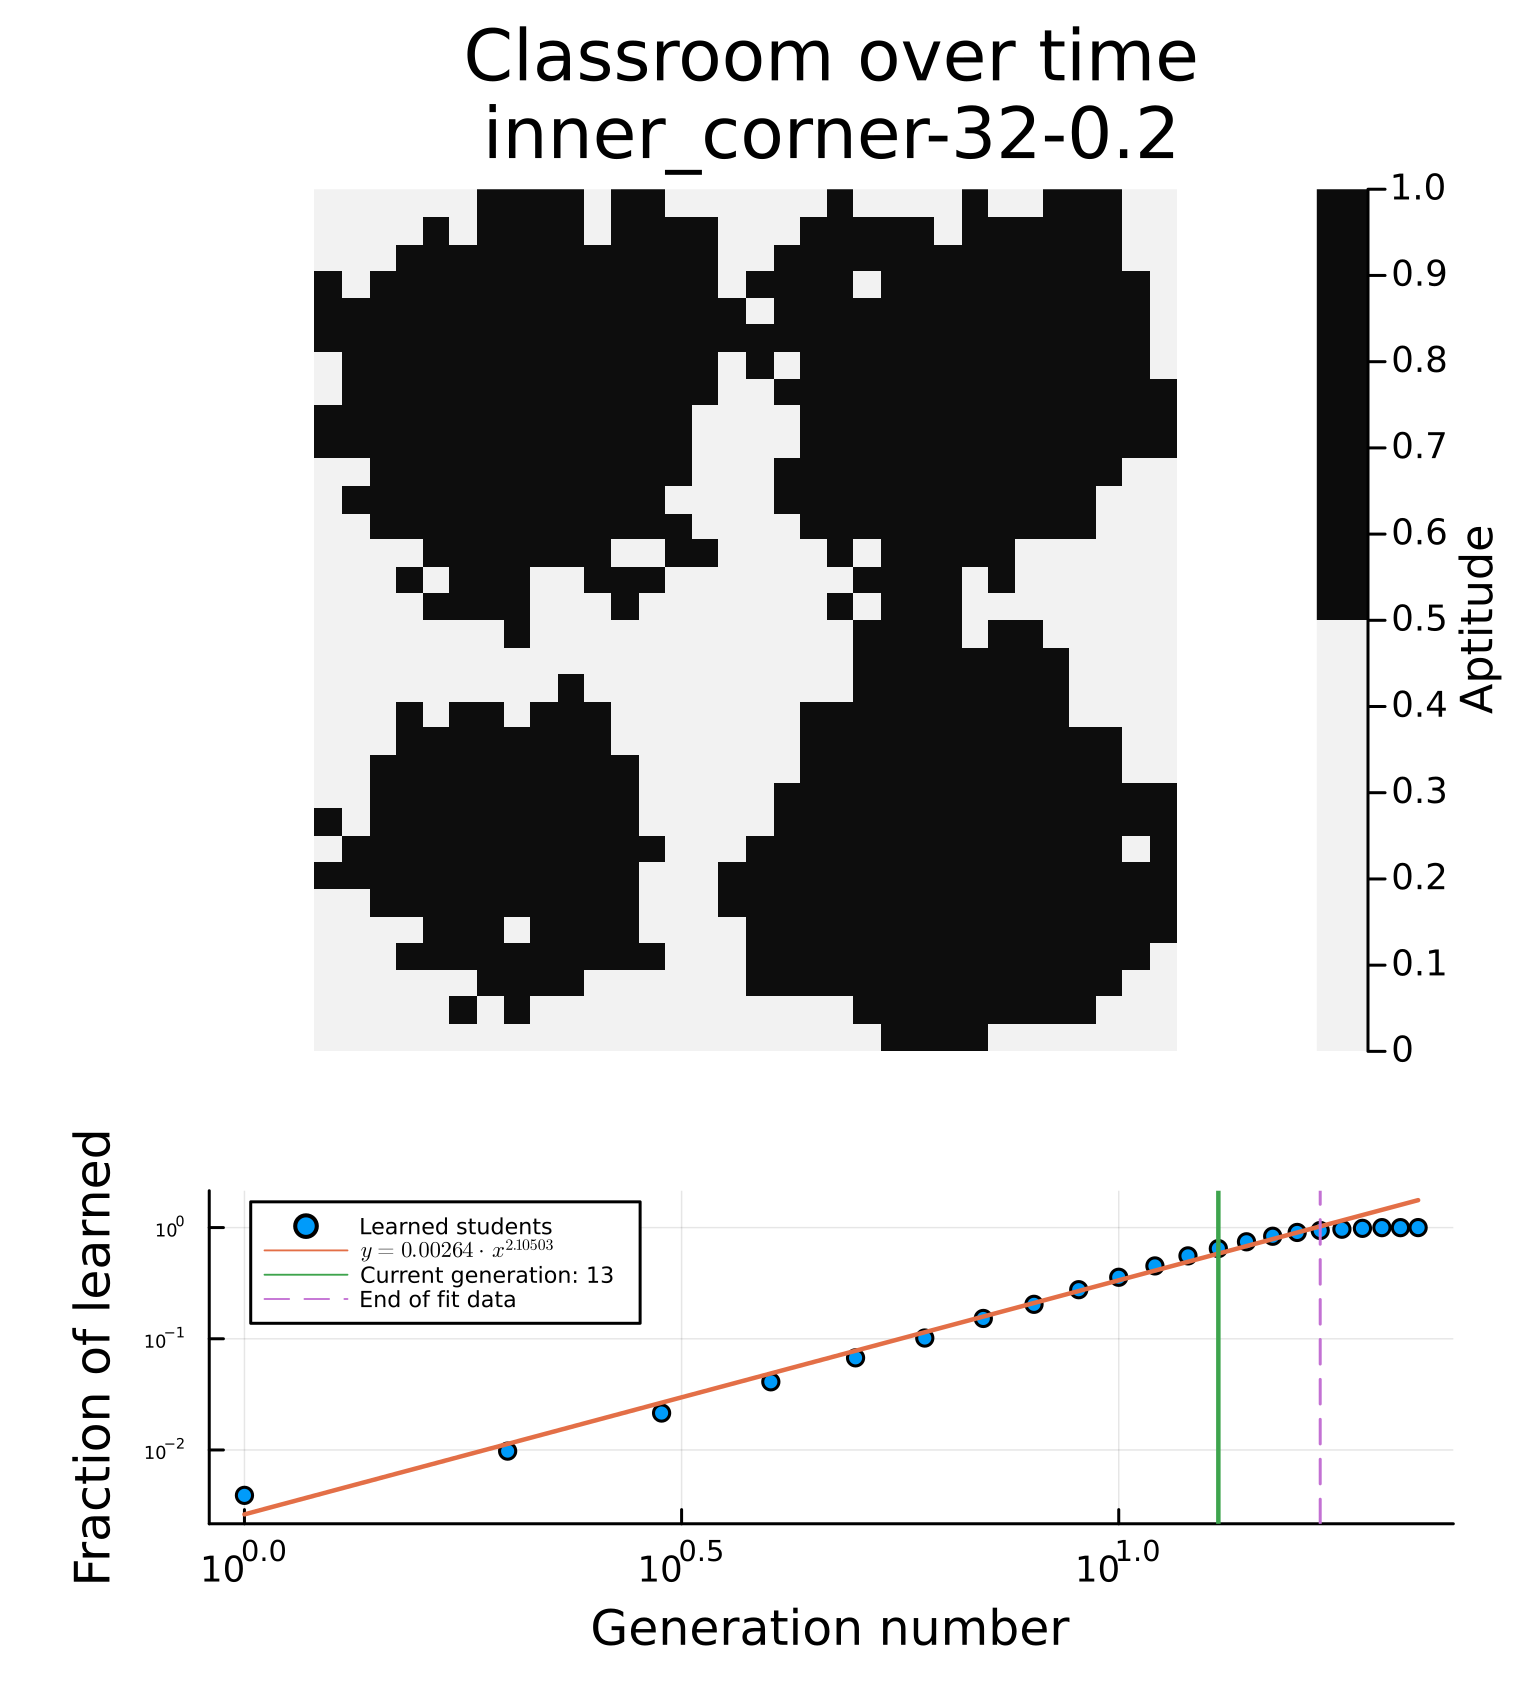 Classroom over time
inner_corner-32-0.2
1.0
0.9
0.8
0.7
0.6
0.5
0.4
0.3
0.2
0.1
0
Aptitude
Fraction of learned
10^0
10^-1
10^-2
Learned students
y = 0.00264 · x^2.10503
Current generation: 13
End of fit data
10^0.0
10^0.5
10^1.0
Generation number